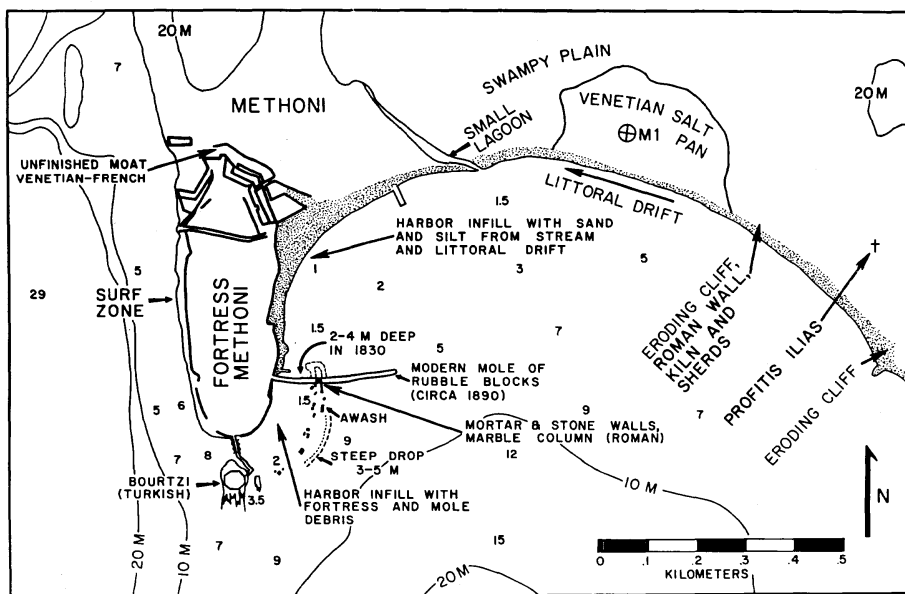 20 M
7
METHONI
SWAMPY PLAIN
SMALL
LAGOON
VENETIAN SALT
PAN
M1
20 M
UNFINISHED MOAT
VENETIAN-FRENCH
1.5
LITTORAL DRIFT
HARBOR INFILL WITH SAND
AND SILT FROM STREAM
AND LITTORAL DRIFT
1
2
3
5
5
29
SURF
ZONE
FORTRESS
METHONI
ERODING CLIFF,
ROMAN WALL,
KILN AND
SHERDS
PROFITIS ILIAS
ERODING CLIFF
1.5
2-4 M DEEP
IN 1830
5
7
MODERN MOLE OF
RUBBLE BLOCKS
(CIRCA 1890)
1.5
AWASH
MORTAR & STONE WALLS,
MARBLE COLUMN (ROMAN)
9
7
5
6
9
STEEP DROP
3-5 M
12
7
8
2
BOURTZI
(TURKISH)
3.5
HARBOR INFILL WITH
FORTRESS AND MOLE
DEBRIS
10 M
N
20 M
10 M
7
9
15
20 M
0 .1 .2 .3 .4 .5
KILOMETERS